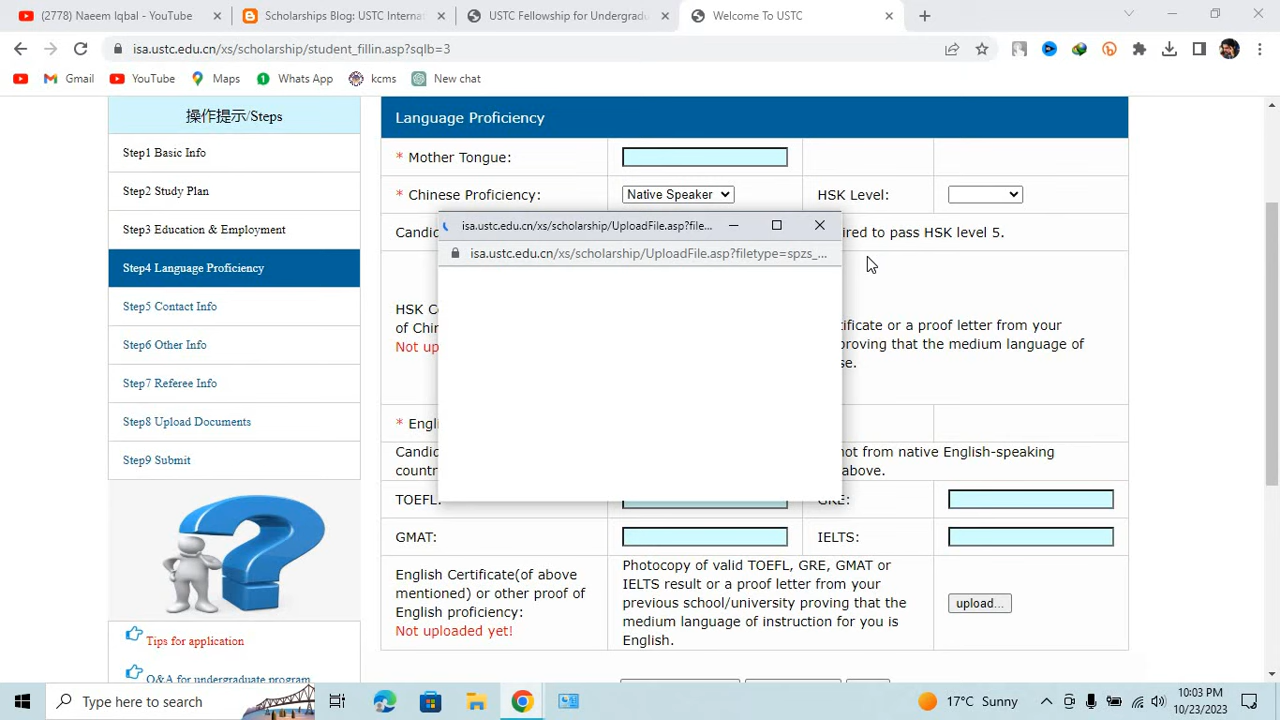 (2778) Naeem Iqbal - YouTube
Scholarships Blog: USTC Interna
USTC Fellowship for Undergradu
Welcome To USTC
isa.ustc.edu.cn/xs/scholarship/student_fillin.asp?sqlb=3
Gmail
YouTube
Maps
Whats App
kcms
New chat
操作提示/Steps
Step1 Basic Info
Step2 Study Plan
Step3 Education & Employment
Step4 Language Proficiency
Step5 Contact Info
Step6 Other Info
Step7 Referee Info
Step8 Upload Documents
Step9 Submit
Tips for application
Q&A for undergraduate program
Language Proficiency
* Mother Tongue:
* Chinese Proficiency:
Native Speaker
HSK Level:
isa.ustc.edu.cn/xs/scholarship/UploadFile.asp?file...
isa.ustc.edu.cn/xs/scholarship/UploadFile.asp?filetype=spzs_...
Candid
ired to pass HSK level 5.
HSK C
of Chin
Not up
tificate or a proof letter from your
proving that the medium language of
se.
* Engl
Candid
not from native English-speaking
countr
above.
TOEFL:
GRE:
GMAT:
IELTS:
English Certificate(of above
mentioned) or other proof of
English proficiency:
Not uploaded yet!
Photocopy of valid TOEFL, GRE, GMAT or
IELTS result or a proof letter from your
previous school/university proving that the
medium language of instruction for you is
English.
upload...
Type here to search
17°C Sunny
10:03 PM
10/23/2023